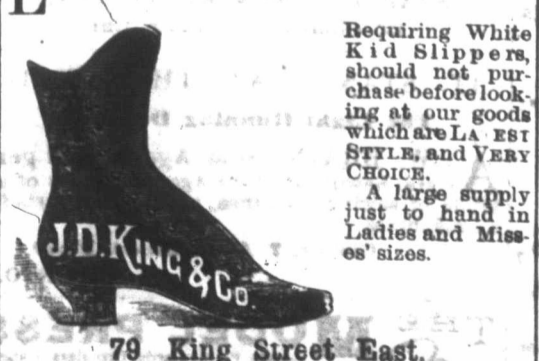 L
Requiring White
Kid Slippers,
should not pur-
chase before look-
ing at our goods
which are LA EST
STYLE, and VERY
CHOICE.
A large supply
just to hand in
Ladies and Miss-
es' sizes.
J.D. KING & Co.
79 King Street East.